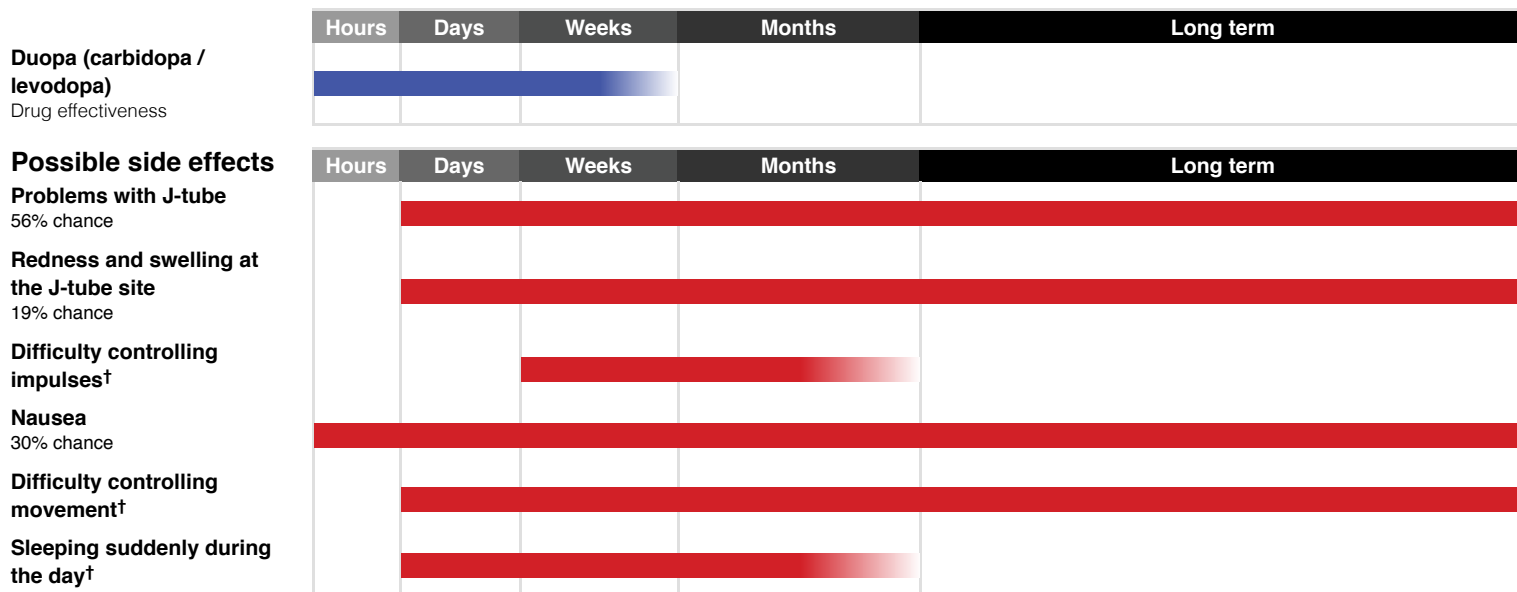 Hours Days Weeks Months Long term
Duopa (carbidopa /
levodopa)
Drug effectiveness
Possible side effects
Hours Days Weeks Months Long term
Problems with J-tube
56% chance
Redness and swelling at
the J-tube site
19% chance
Difficulty controlling
impulses†
Nausea
30% chance
Difficulty controlling
movement†
Sleeping suddenly during
the day†